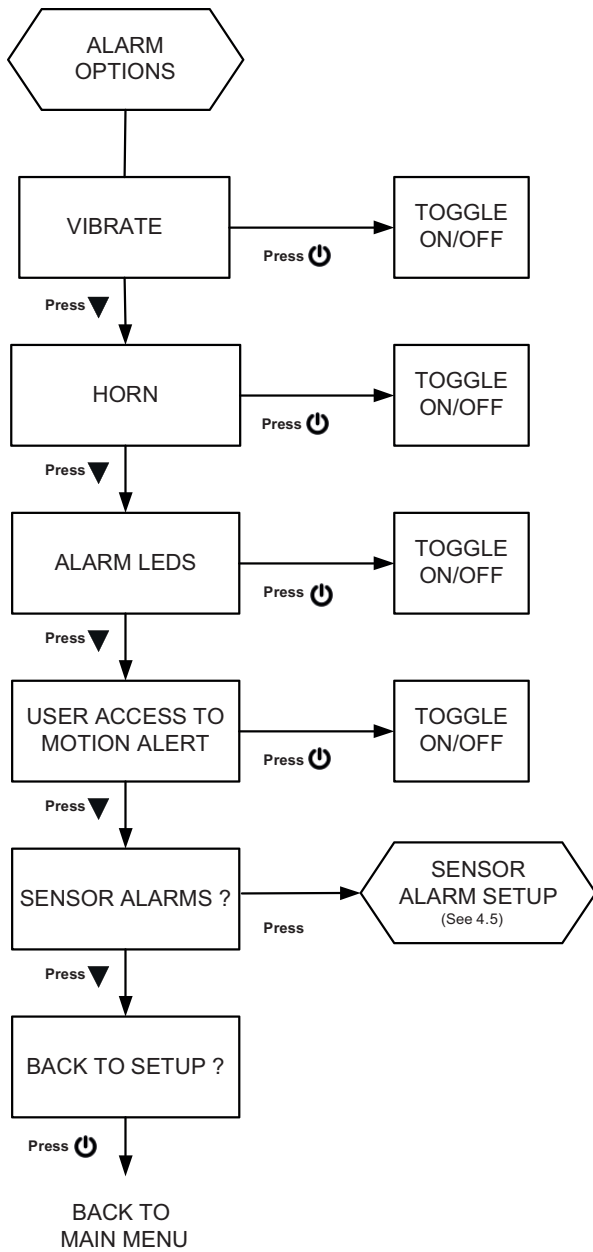 ALARM
OPTIONS
VIBRATE
Press
TOGGLE
ON/OFF
Press
HORN
Press
TOGGLE
ON/OFF
Press
ALARM LEDS
Press
TOGGLE
ON/OFF
Press
USER ACCESS TO
MOTION ALERT
Press
TOGGLE
ON/OFF
Press
SENSOR ALARMS ?
Press
SENSOR
ALARM SETUP
(See 4.5)
Press
BACK TO SETUP ?
Press
BACK TO
MAIN MENU